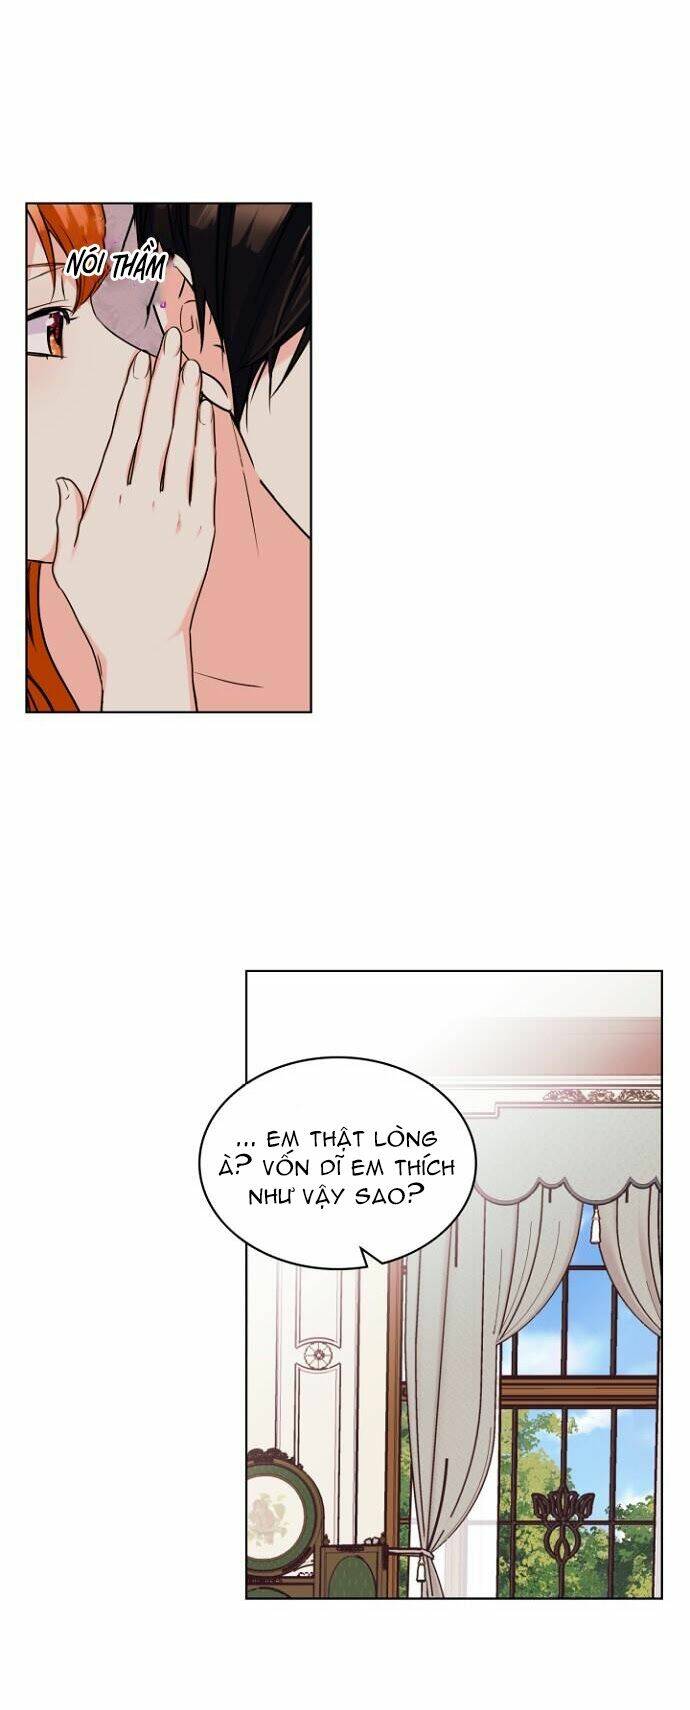 NÓI THẦM
... EM THẬT LÒNG
À? VỐN DĨ EM THÍCH
NHƯ VẬY SAO?